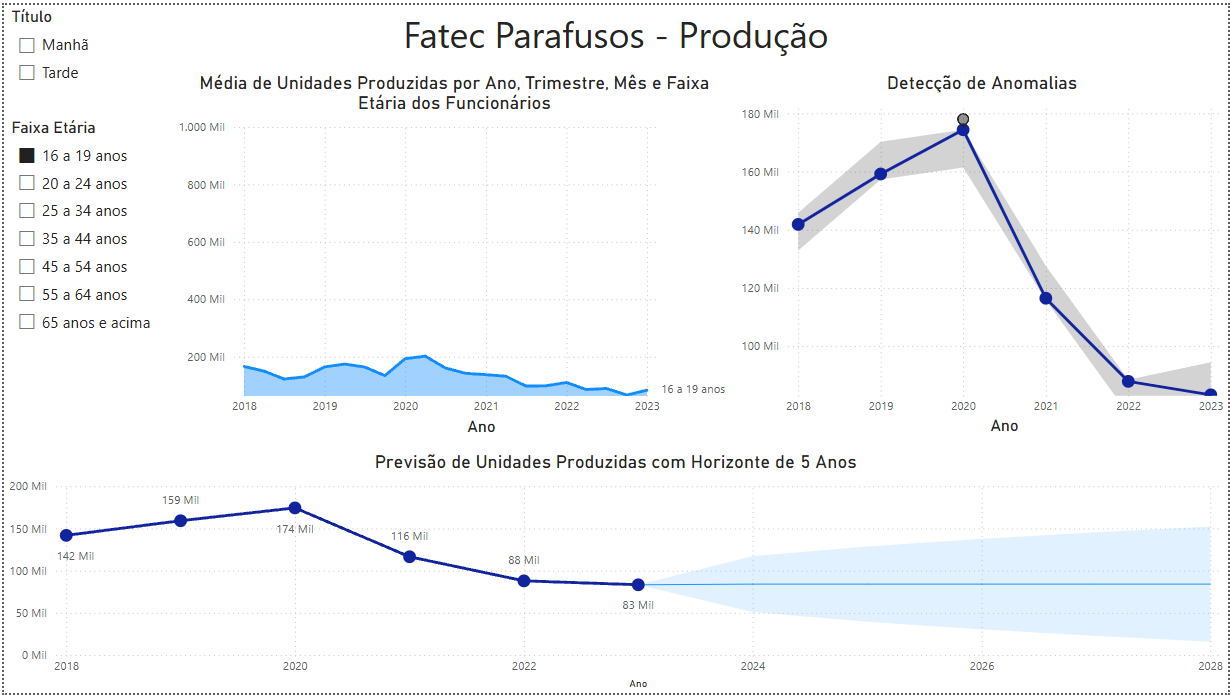 Título
Manhã
Tarde
Faixa Etária
16 a 19 anos
20 a 24 anos
25 a 34 anos
35 a 44 anos
45 a 54 anos
55 a 64 anos
65 anos e acima
Fatec Parafusos - Produção
Média de Unidades Produzidas por Ano, Trimestre, Mês e Faixa
Etária dos Funcionários
1.000 Mil
800 Mil
600 Mil
400 Mil
200 Mil
16 a 19 anos
2018 2019 2020 2021 2022 2023
Ano
Detecção de Anomalias
180 Mil
160 Mil
140 Mil
120 Mil
100 Mil
2018 2019 2020 2021 2022 2023
Ano
Previsão de Unidades Produzidas com Horizonte de 5 Anos
200 Mil
150 Mil
100 Mil
50 Mil
0 Mil
142 Mil
159 Mil
174 Mil
116 Mil
88 Mil
83 Mil
2018 2020 2022 2024 2026 2028
Ano